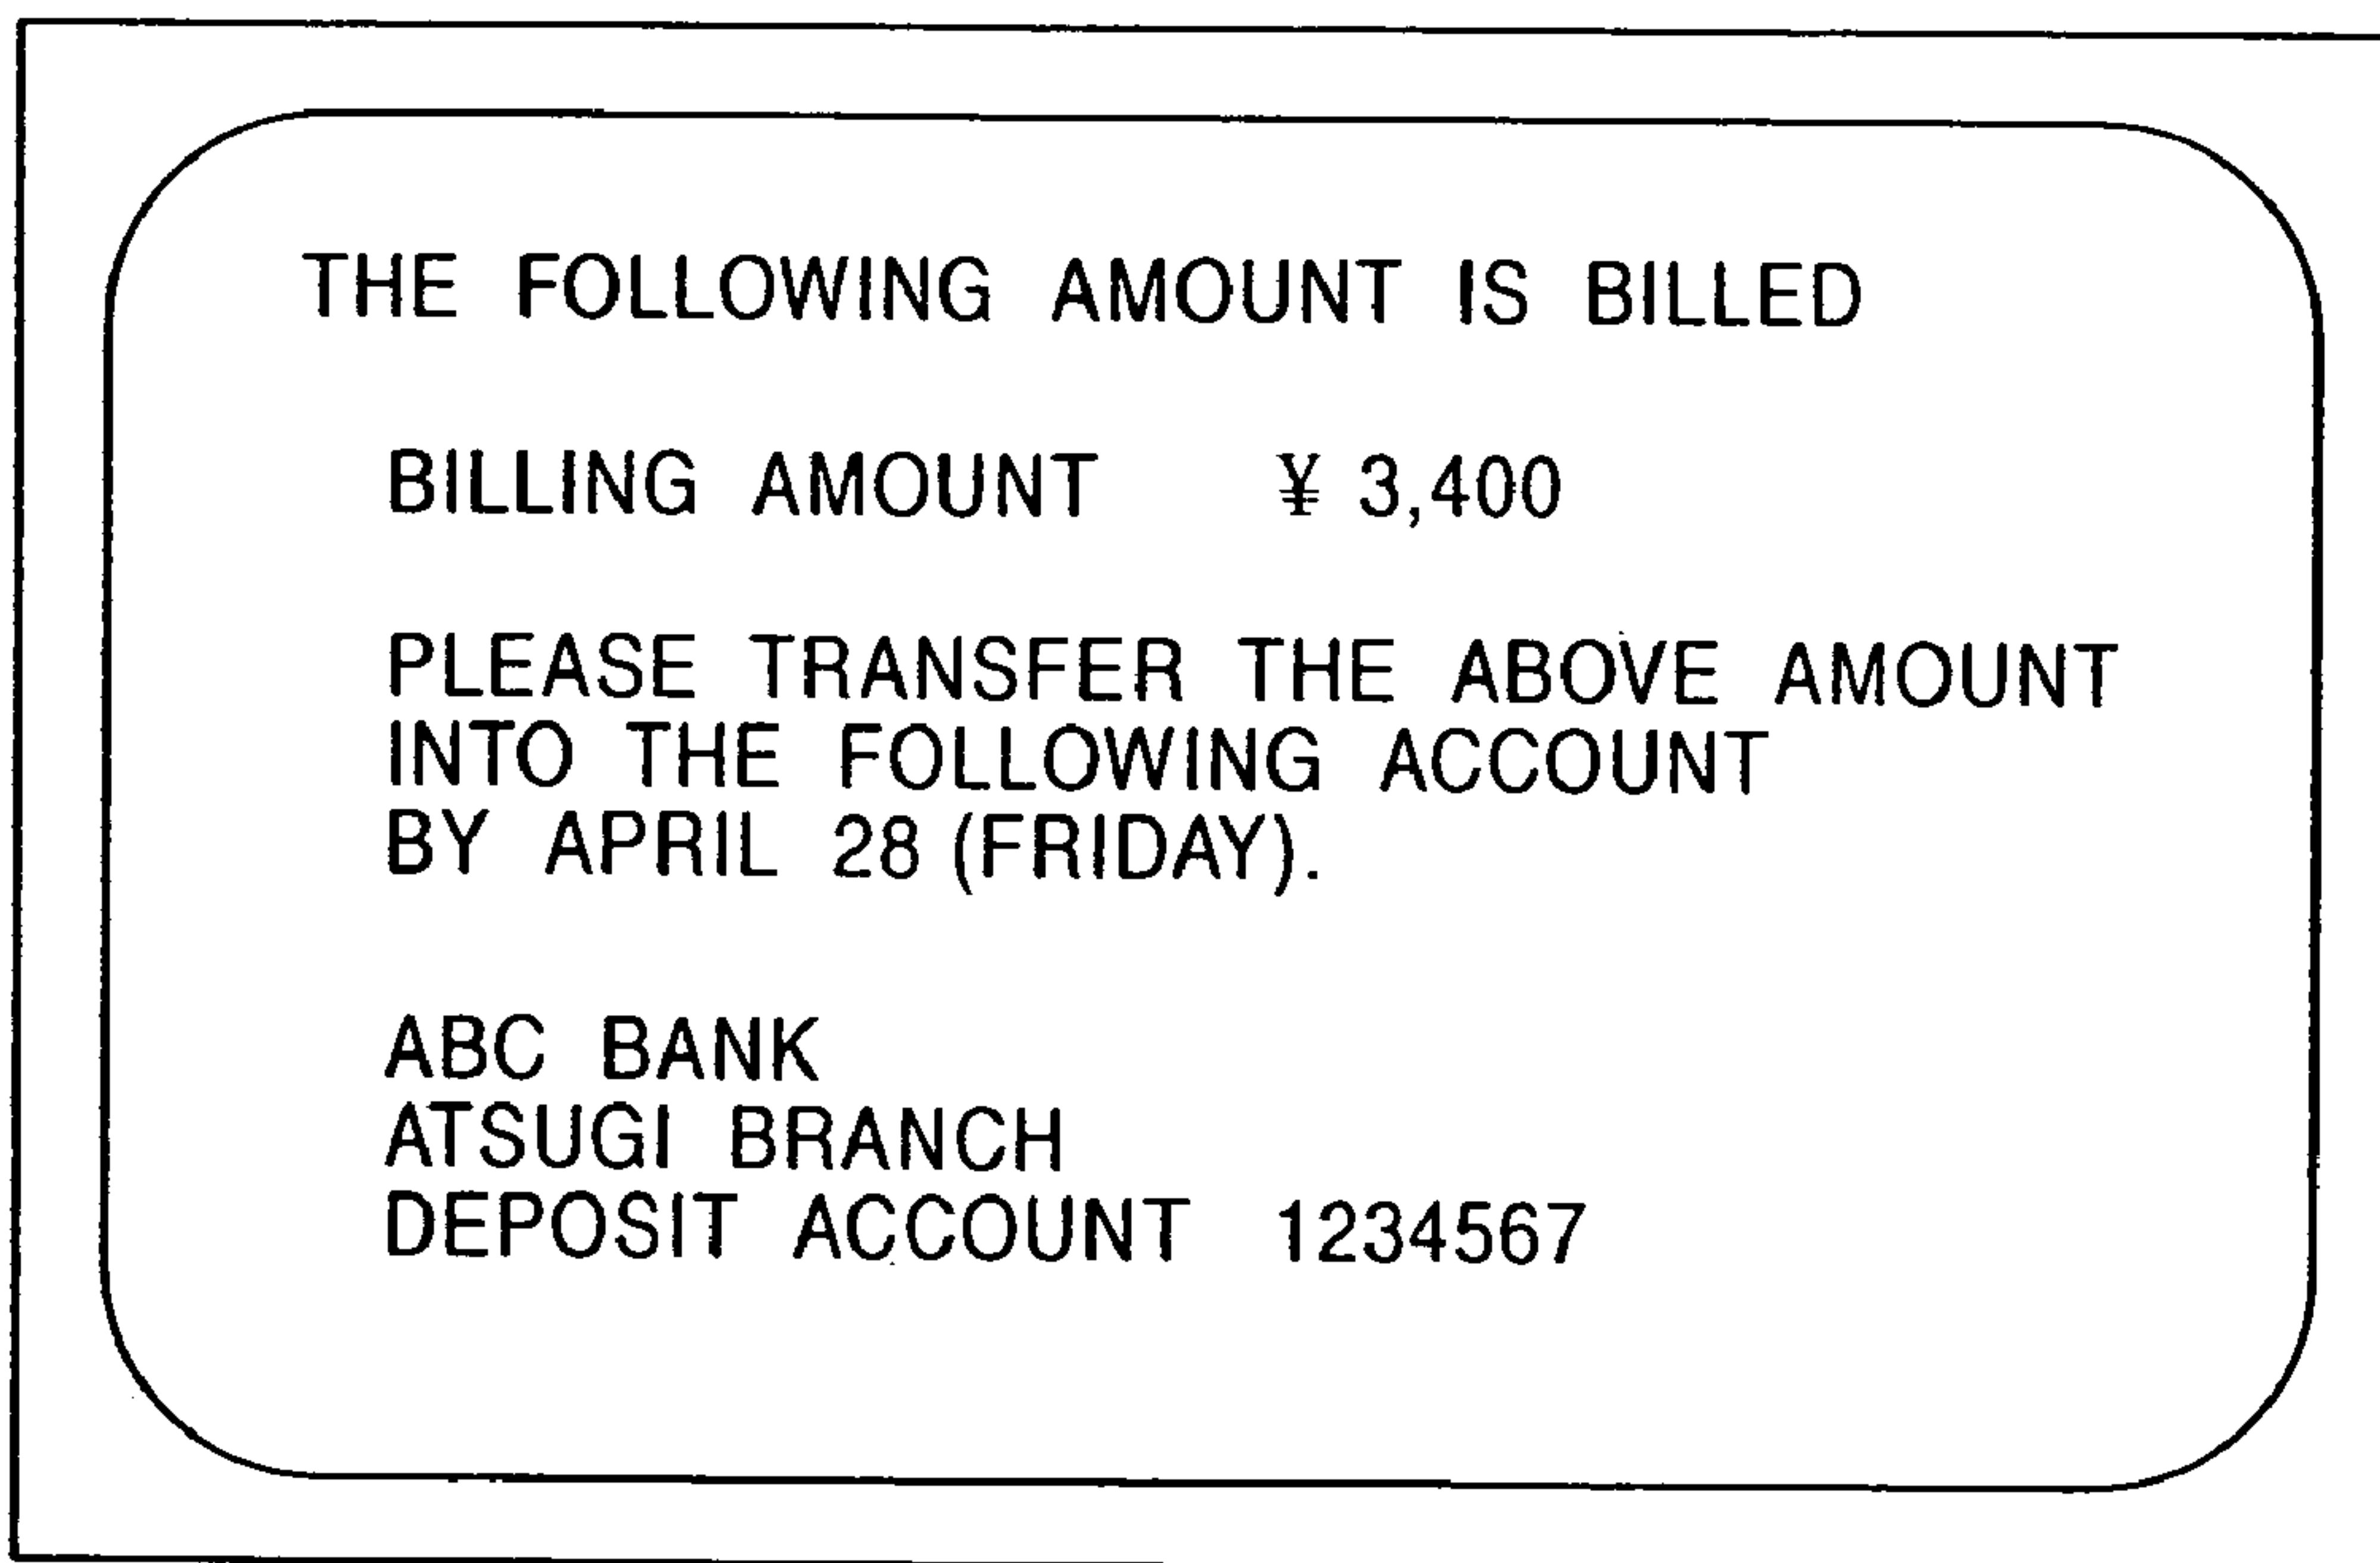 THE FOLLOWING AMOUNT IS BILLED
BILLING AMOUNT ¥ 3,400
PLEASE TRANSFER THE ABOVE AMOUNT
INTO THE FOLLOWING ACCOUNT
BY APRIL 28 (FRIDAY).
ABC BANK
ATSUGI BRANCH
DEPOSIT ACCOUNT 1234567